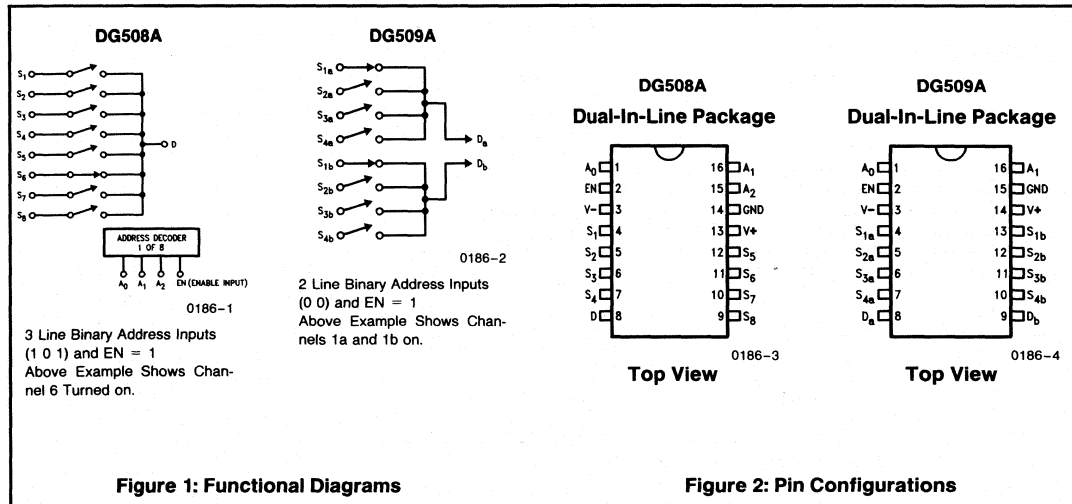 DG508A
S1
S2
S3
S4
S5
S6
S7
S8
D
ADDRESS DECODER
1 OF 8
A0 A1 A2 EN (ENABLE INPUT)
0186–1
3 Line Binary Address Inputs
(1 0 1) and EN = 1
Above Example Shows Chan-
nel 6 Turned on.
DG509A
S1a
S2a
S3a
S4a
S1b
S2b
S3b
S4b
Da
Db
0186–2
2 Line Binary Address Inputs
(0 0) and EN = 1
Above Example Shows Chan-
nels 1a and 1b on.
Figure 1: Functional Diagrams
DG508A
Dual-In-Line Package
A0 1 16 A1
EN 2 15 A2
V– 3 14 GND
S1 4 13 V+
S2 5 12 S5
S3 6 11 S6
S4 7 10 S7
D 8 9 S8
0186–3
Top View
DG509A
Dual-In-Line Package
A0 1 16 A1
EN 2 15 GND
V– 3 14 V+
S1a 4 13 S1b
S2a 5 12 S2b
S3a 6 11 S3b
S4a 7 10 S4b
Da 8 9 Db
0186–4
Top View
Figure 2: Pin Configurations